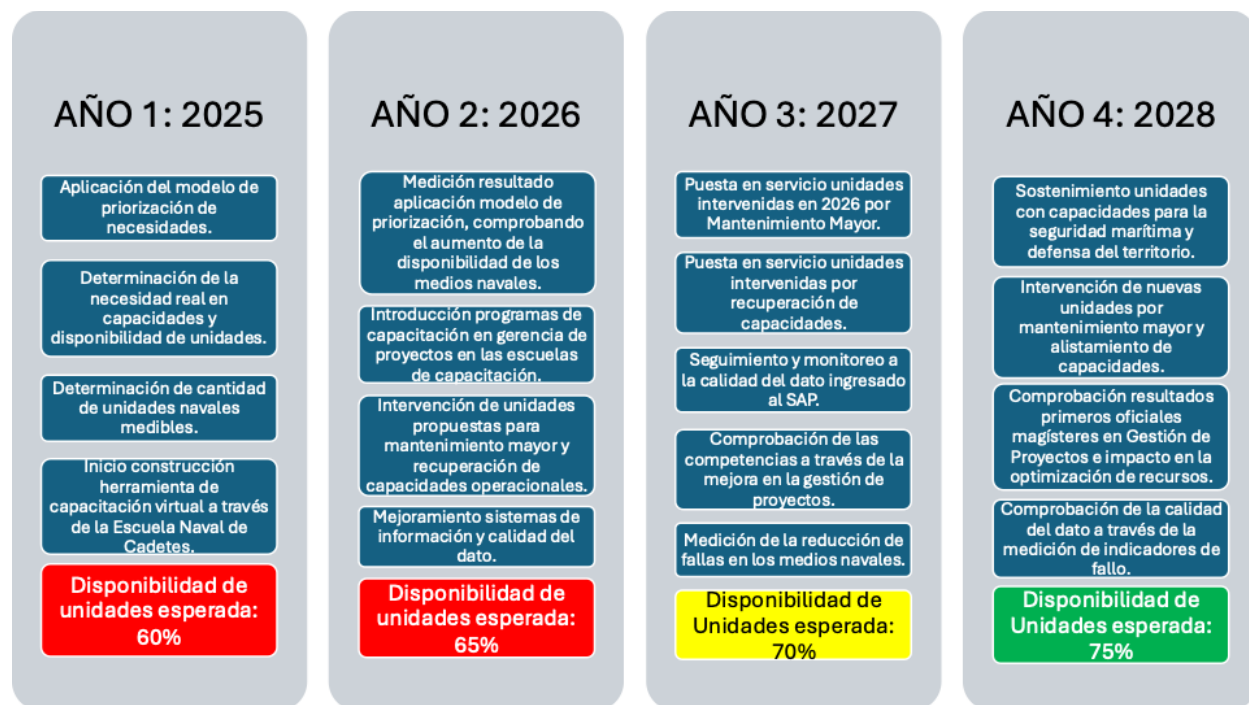 AÑO 1: 2025
Aplicación del modelo de
priorización de
necesidades.
Determinación de la
necesidad real en
capacidades y
disponibilidad de unidades.
Determinación de cantidad
de unidades navales
medibles.
Inicio construcción
herramienta de
capacitación virtual a través
de la Escuela Naval de
Cadetes.
Disponibilidad de
unidades esperada:
60%
AÑO 2: 2026
Medición resultado
aplicación modelo de
priorización, comprobando
el aumento de la
disponibilidad de los
medios navales.
Introducción programas de
capacitación en gerencia de
proyectos en las escuelas
de capacitación.
Intervención de unidades
propuestas para
mantenimiento mayor y
recuperación de
capacidades operacionales.
Mejoramiento sistemas de
información y calidad del
dato.
Disponibilidad de
unidades esperada:
65%
AÑO 3: 2027
Puesta en servicio unidades
intervenidas en 2026 por
Mantenimiento Mayor.
Puesta en servicio unidades
intervenidas por
recuperación de
capacidades.
Seguimiento y monitoreo a
la calidad del dato ingresado
al SAP.
Comprobación de las
competencias a través de la
mejora en la gestión de
proyectos.
Medición de la reducción de
fallas en los medios navales.
Disponibilidad de
Unidades esperada:
70%
AÑO 4: 2028
Sostenimiento unidades
con capacidades para la
seguridad marítima y
defensa del territorio.
Intervención de nuevas
unidades por
mantenimiento mayor y
alistamiento de
capacidades.
Comprobación resultados
primeros oficiales
magísteres en Gestión de
Proyectos e impacto en la
optimización de recursos.
Comprobación de la calidad
del dato a través de la
medición de indicadores de
fallo.
Disponibilidad de
Unidades esperada:
75%